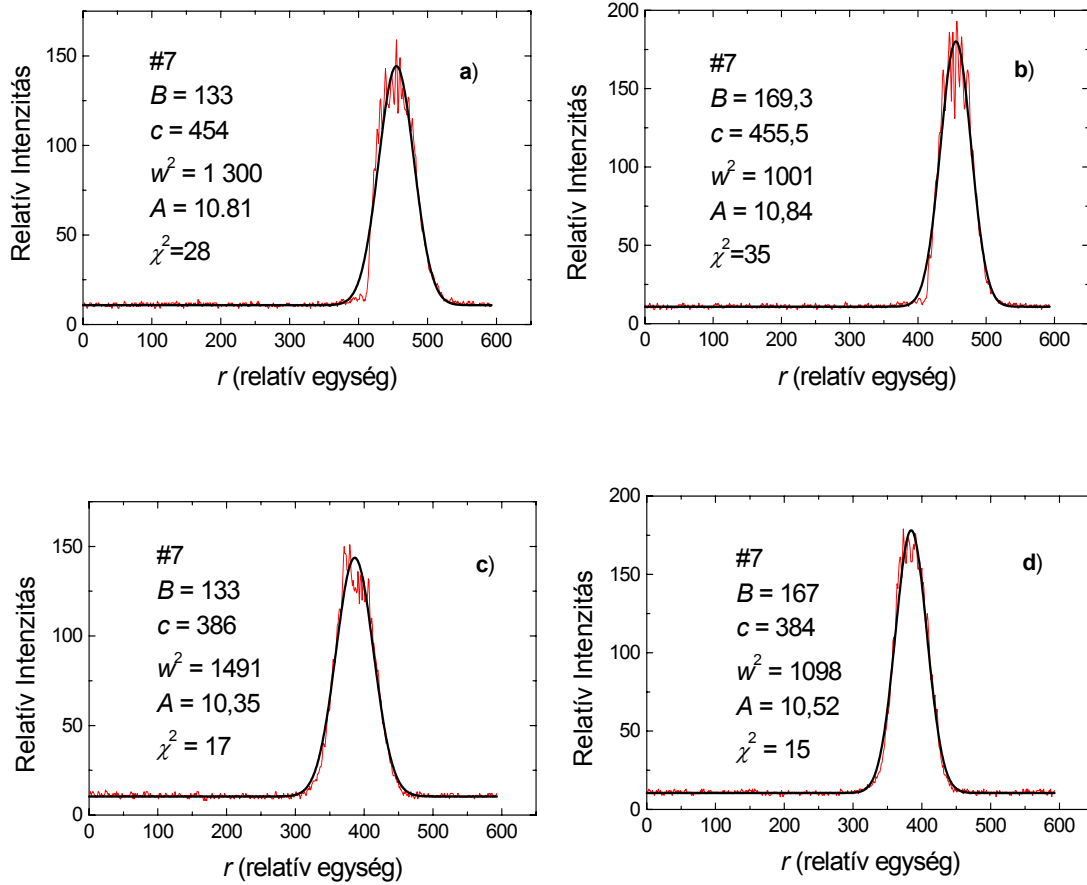 150
100
50
0
Relatív Intenzitás
#7
B = 133
c = 454
w² = 1 300
A = 10.81
χ²=28
a)
0 100 200 300 400 500 600
r (relatív egység)
200
150
100
50
0
Relatív Intenzitás
#7
B = 169,3
c = 455,5
w² = 1001
A = 10,84
χ²=35
b)
0 100 200 300 400 500 600
r (relatív egység)
150
100
50
0
Relatív Intenzitás
#7
B = 133
c = 386
w² = 1491
A = 10,35
χ² = 17
c)
0 100 200 300 400 500 600
r (relatív egység)
200
150
100
50
0
Relatív Intenzitás
#7
B = 167
c = 384
w² = 1098
A = 10,52
χ² = 15
d)
0 100 200 300 400 500 600
r (relatív egység)